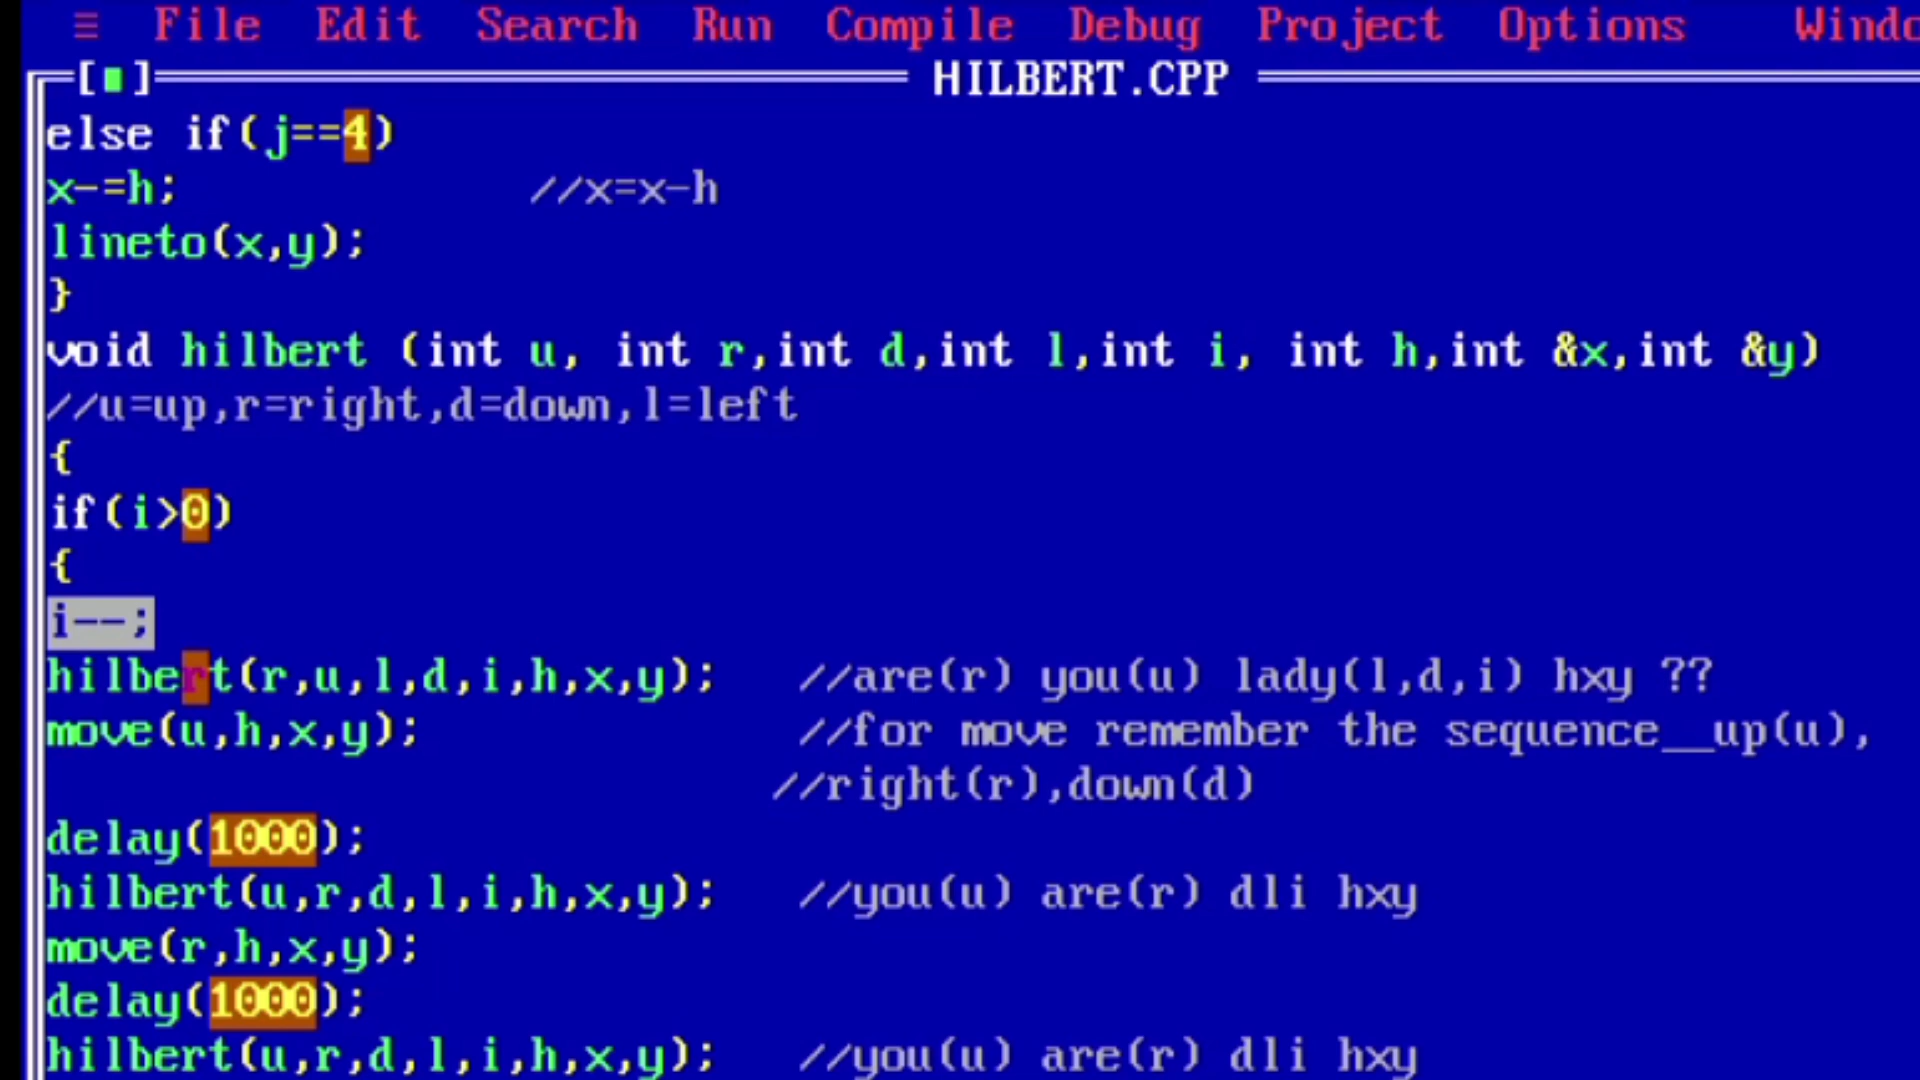 ≡ File Edit Search Run Compile Debug Project Options Windo
[■] HILBERT.CPP
else if(j==4)
x-=h; //x=x-h
lineto(x,y);
}
void hilbert (int u, int r,int d,int l,int i, int h,int &x,int &y)
//u=up,r=right,d=down,l=left
{
if(i>0)
{
i--;
hilbert(r,u,l,d,i,h,x,y); //are(r) you(u) lady(l,d,i) hxy ??
move(u,h,x,y); //for move remember the sequence__up(u),
//right(r),down(d)
delay(1000);
hilbert(u,r,d,l,i,h,x,y); //you(u) are(r) dli hxy
move(r,h,x,y);
delay(1000);
hilbert(u,r,d,l,i,h,x,y); //you(u) are(r) dli hxy